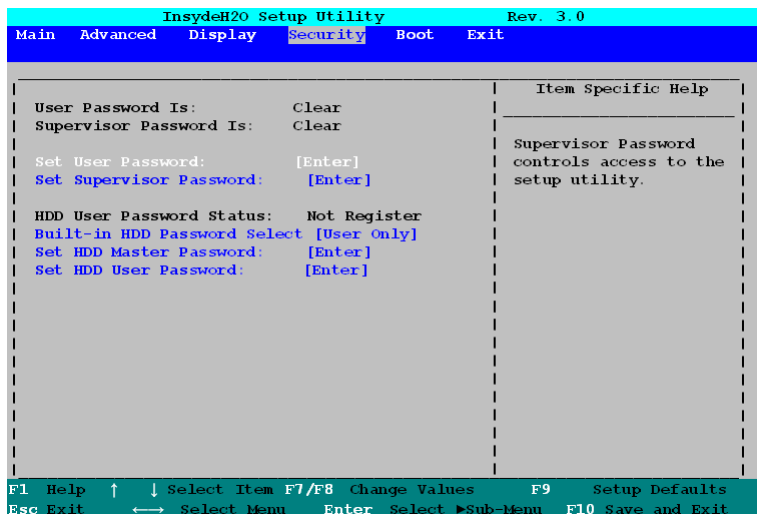 InsydeH2O Setup Utility Rev. 3.0
Main Advanced Display Security Boot Exit
Item Specific Help
User Password Is: Clear
Supervisor Password Is: Clear
Supervisor Password
controls access to the
setup utility.
Set User Password: [Enter]
Set Supervisor Password: [Enter]
HDD User Password Status: Not Register
Built-in HDD Password Select [User Only]
Set HDD Master Password: [Enter]
Set HDD User Password: [Enter]
F1 Help ↑ ↓ Select Item F7/F8 Change Values F9 Setup Defaults
Esc Exit ←→ Select Menu Enter Select ▶Sub-Menu F10 Save and Exit